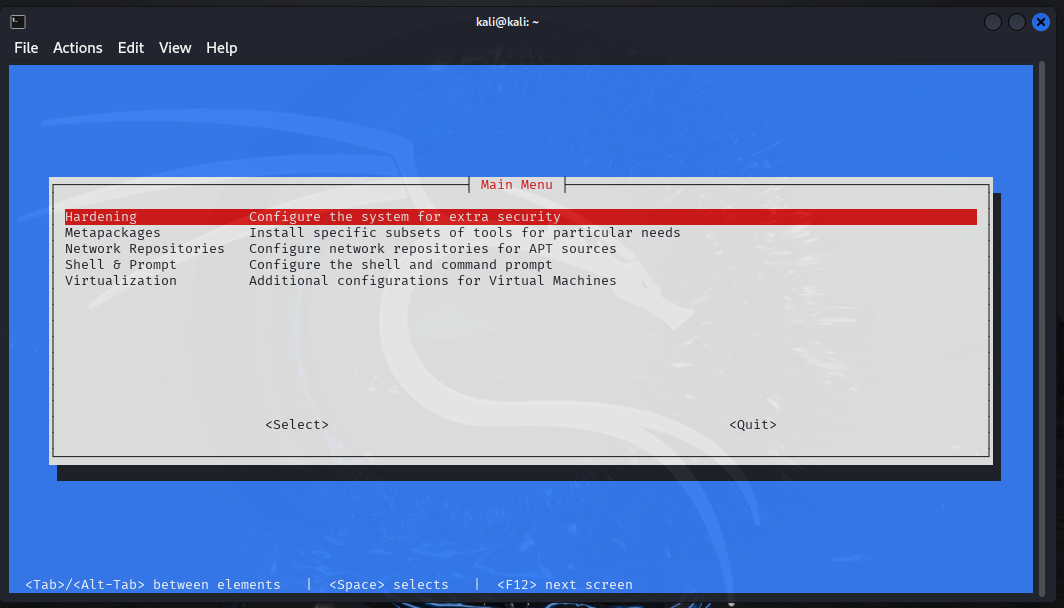 kali@kali: ~
File Actions Edit View Help
Main Menu
Hardening Configure the system for extra security
Metapackages Install specific subsets of tools for particular needs
Network Repositories Configure network repositories for APT sources
Shell & Prompt Configure the shell and command prompt
Virtualization Additional configurations for Virtual Machines
<Select> <Quit>
<Tab>/<Alt-Tab> between elements | <Space> selects | <F12> next screen